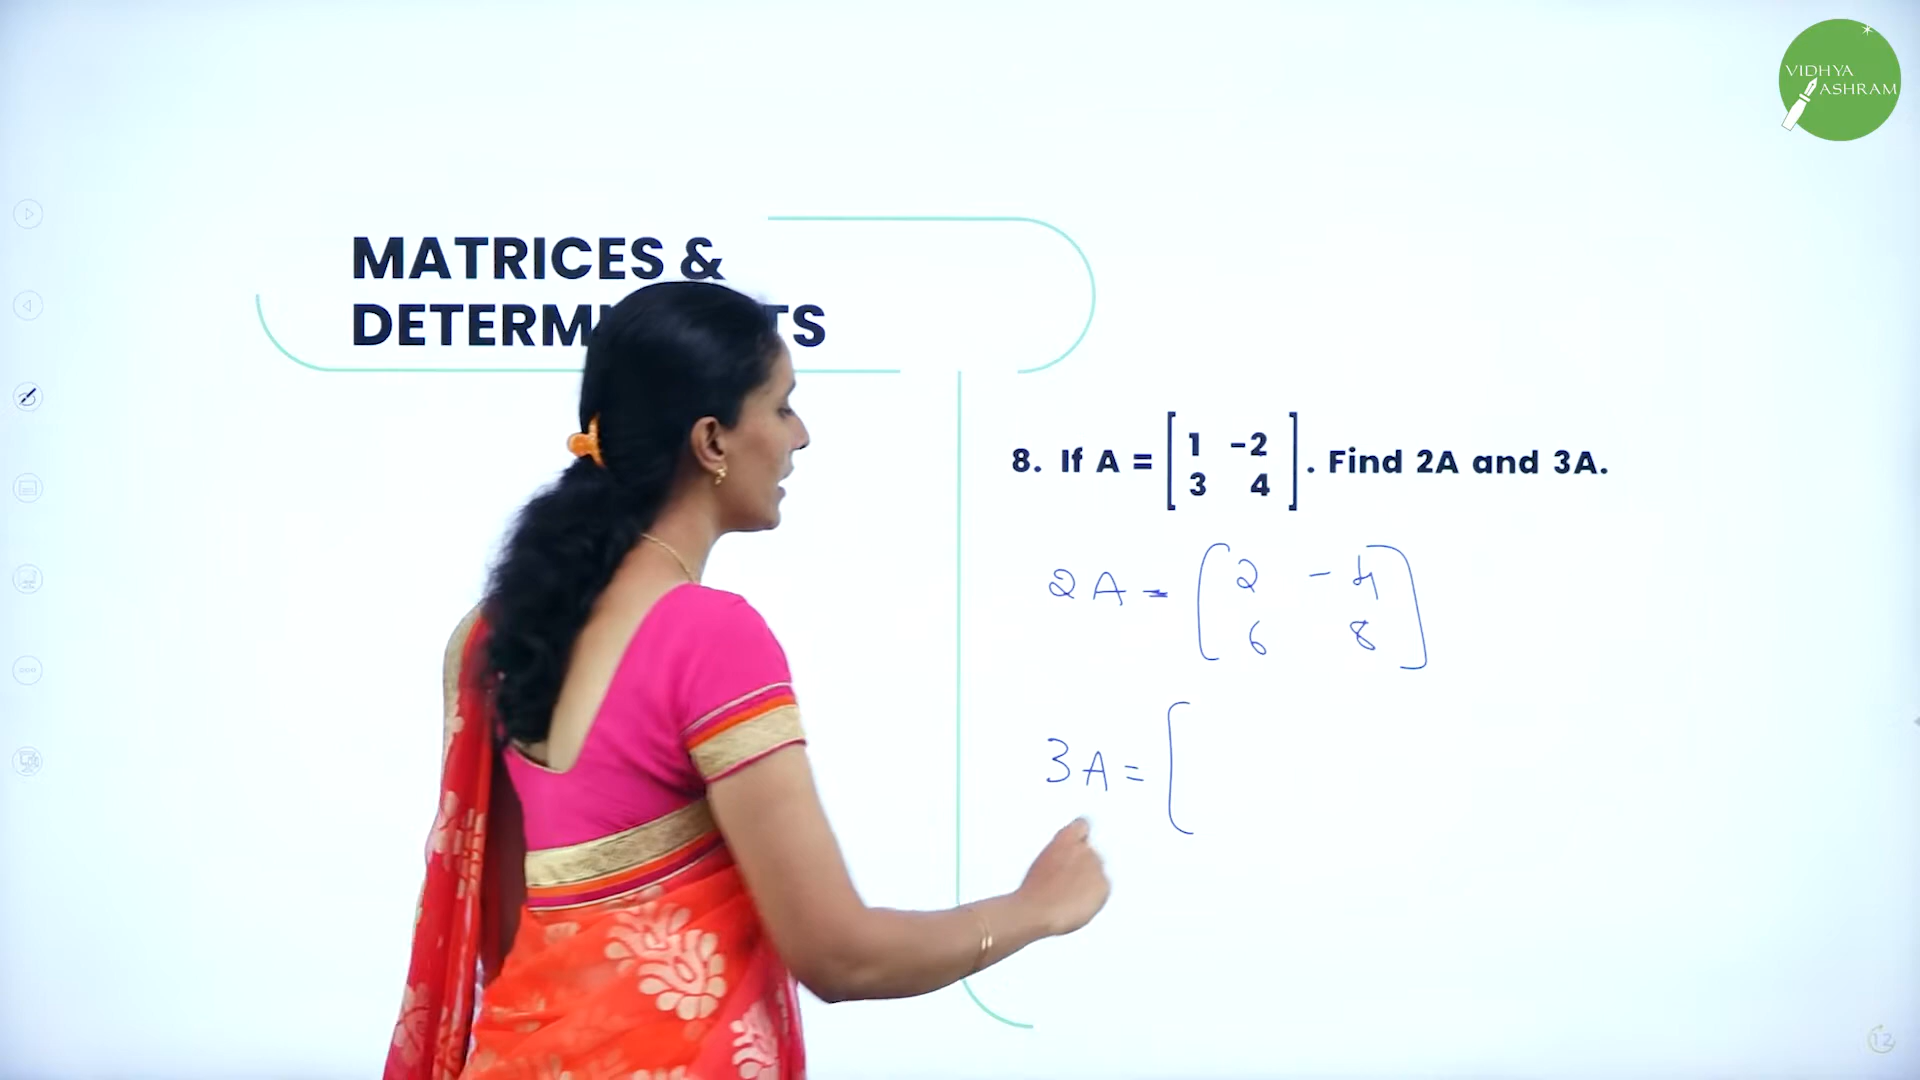 VIDHYA
ASHRAM
MATRICES &
DETERM TS
8. If A = [ 1 -2
3 4 ] . Find 2A and 3A.
2A = [ 2 -4
6 8 ]
3A = [
12